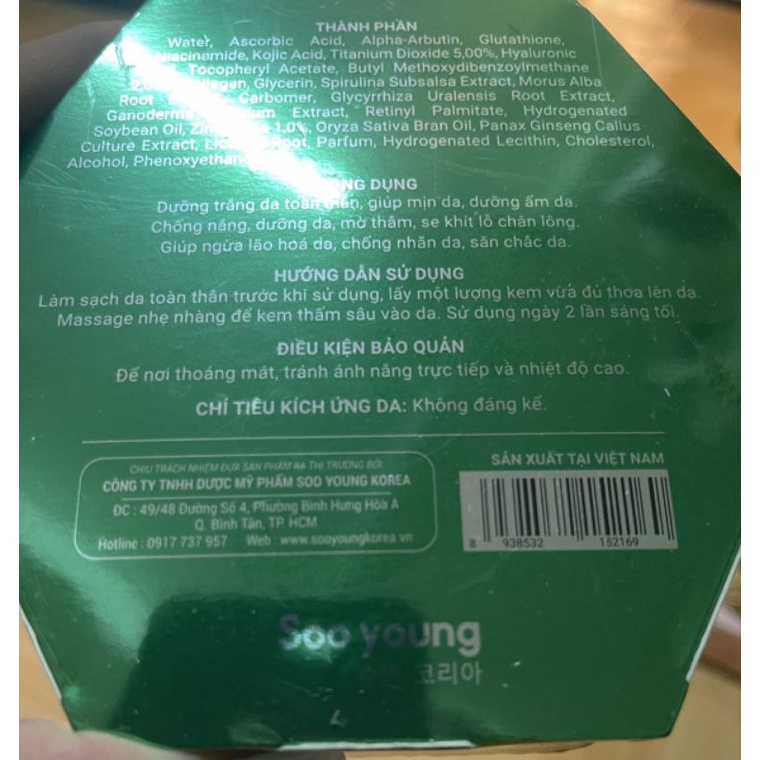 THÀNH PHẦN
Water, Ascorbic Acid, Alpha-Arbutin, Glutathione,
Niacinamide, Kojic Acid, Titanium Dioxide 5,00%, Hyaluronic
Tocopheryl Acetate, Butyl Methoxydibenzoylmethane
Glycerin, Spirulina Subsalsa Extract, Morus Alba
Root Carbomer, Glycyrrhiza Uralensis Root Extract,
Ganoderma Extract, Retinyl Palmitate, Hydrogenated
Soybean Oil, 1,0%, Oryza Sativa Bran Oil, Panax Ginseng Callus
Culture Extract, Root, Parfum, Hydrogenated Lecithin, Cholesterol,
Alcohol,
DỤNG
Dưỡng trắng da toàn thân, giúp mịn da, dưỡng ẩm da.
Chống nắng, dưỡng da, mờ thâm, se khít lỗ chân lông.
Giúp ngừa lão hoá da, chống nhăn da, săn chắc da.
HƯỚNG DẪN SỬ DỤNG
Làm sạch da toàn thân trước khi sử dụng, lấy một lượng kem vừa đủ thoa lên da.
Massage nhẹ nhàng để kem thấm sâu vào da. Sử dụng ngày 2 lần sáng tối.
ĐIỀU KIỆN BẢO QUẢN
Để nơi thoáng mát, tránh ánh nắng trực tiếp và nhiệt độ cao.
CHỈ TIÊU KÍCH ỨNG DA: Không đáng kể.
CHỊU TRÁCH NHIỆM ĐƯA SẢN PHẨM RA THỊ TRƯỜNG BỞI
CÔNG TY TNHH DƯỢC MỸ PHẨM SOO YOUNG KOREA
ĐC : 49/48 Đường Số 4, Phường Bình Hưng Hòa A
Q. Bình Tân, TP. HCM
Hotline : 0917 737 957 Web : www.sooyoungkorea.vn
SẢN XUẤT TẠI VIỆT NAM
8 938532 152169
Soo young
코리아